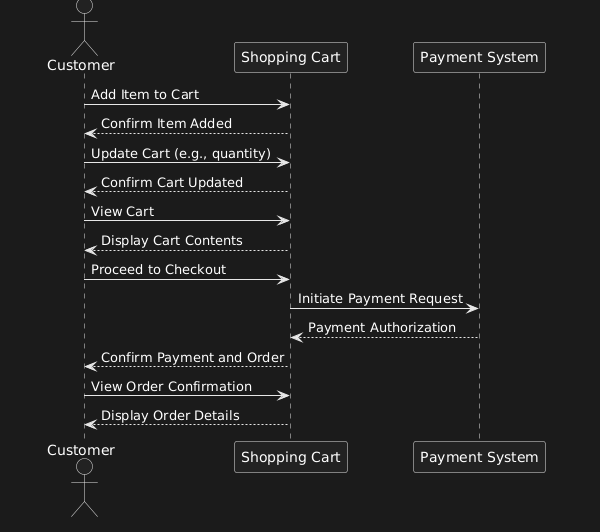 Customer
Shopping Cart
Payment System
Add Item to Cart
Confirm Item Added
Update Cart (e.g., quantity)
Confirm Cart Updated
View Cart
Display Cart Contents
Proceed to Checkout
Initiate Payment Request
Payment Authorization
Confirm Payment and Order
View Order Confirmation
Display Order Details
Customer
Shopping Cart
Payment System